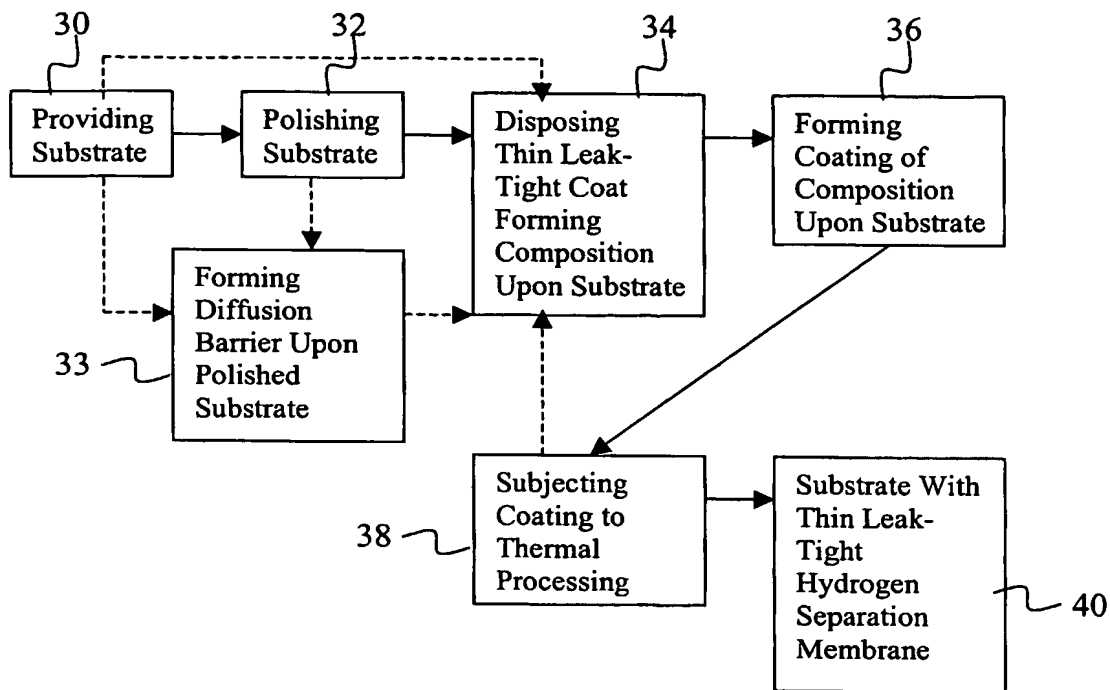 30
32
34
36
Providing
Substrate
Polishing
Substrate
Disposing
Thin Leak-
Tight Coat
Forming
Composition
Upon Substrate
Forming
Coating of
Composition
Upon Substrate
Forming
Diffusion
Barrier Upon
Polished
Substrate
33
Subjecting
Coating to
Thermal
Processing
38
Substrate With
Thin Leak-
Tight
Hydrogen
Separation
Membrane
40